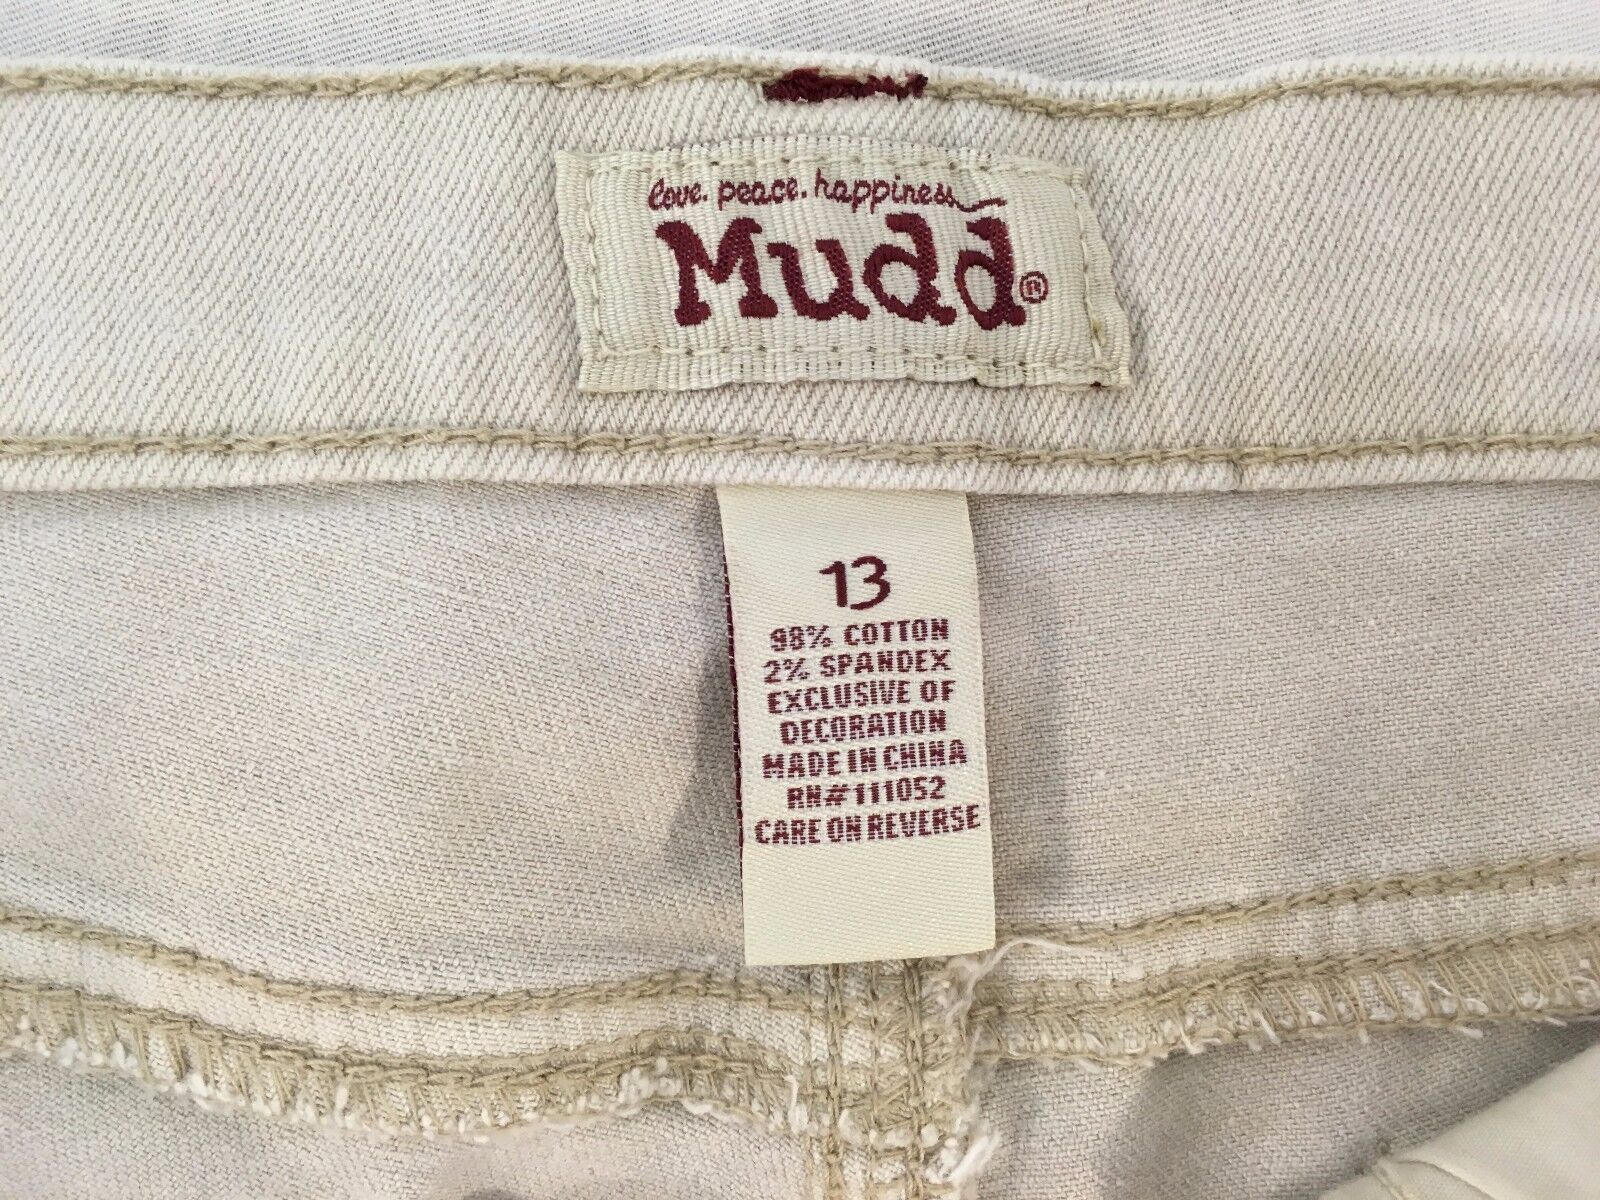 love. peace. happiness
Mudd®
13
98% COTTON
2% SPANDEX
EXCLUSIVE OF
DECORATION
MADE IN CHINA
RN#111052
CARE ON REVERSE